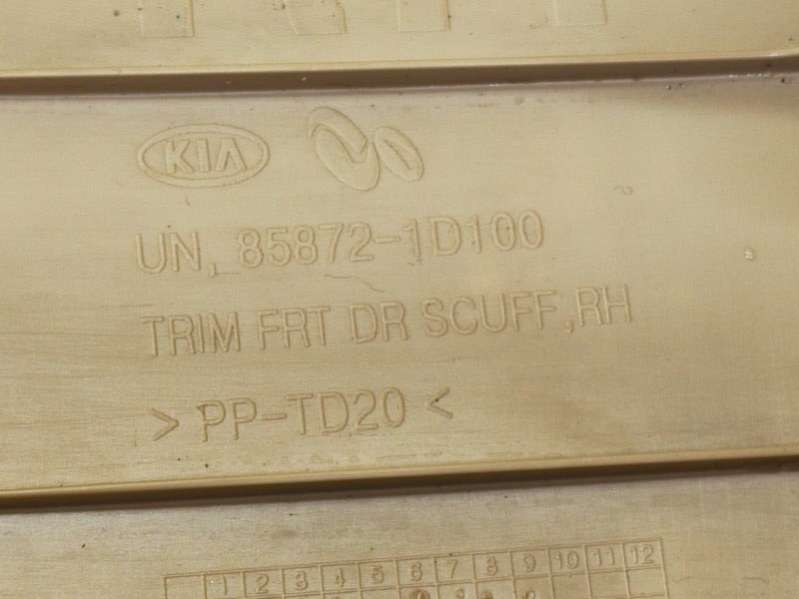 KIA
UN, 85872-1D100
TRIM FRT DR SCUFF,RH
> PP-TD20 <
1 2 3 4 5 6 7 8 9 10 11 12